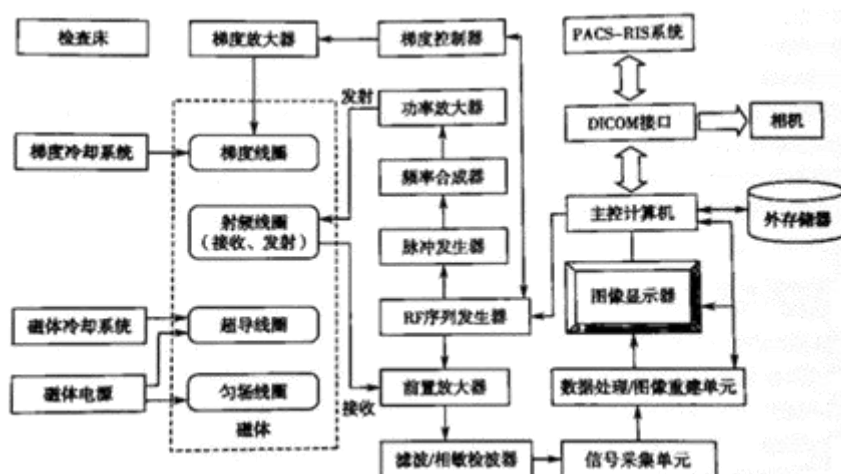 检查床
梯度放大器
梯度控制器
PACS-RIS系统
发射
功率放大器
DICOM接口
相机
梯度冷却系统
梯度线圈
频率合成器
射频线圈
（接收、发射）
主控计算机
外存储器
脉冲发生器
图像显示器
磁体冷却系统
超导线圈
RF序列发生器
磁体电源
匀场线圈
前置放大器
数据处理/图像重建单元
接收
磁体
滤波/相敏检波器
信号采集单元